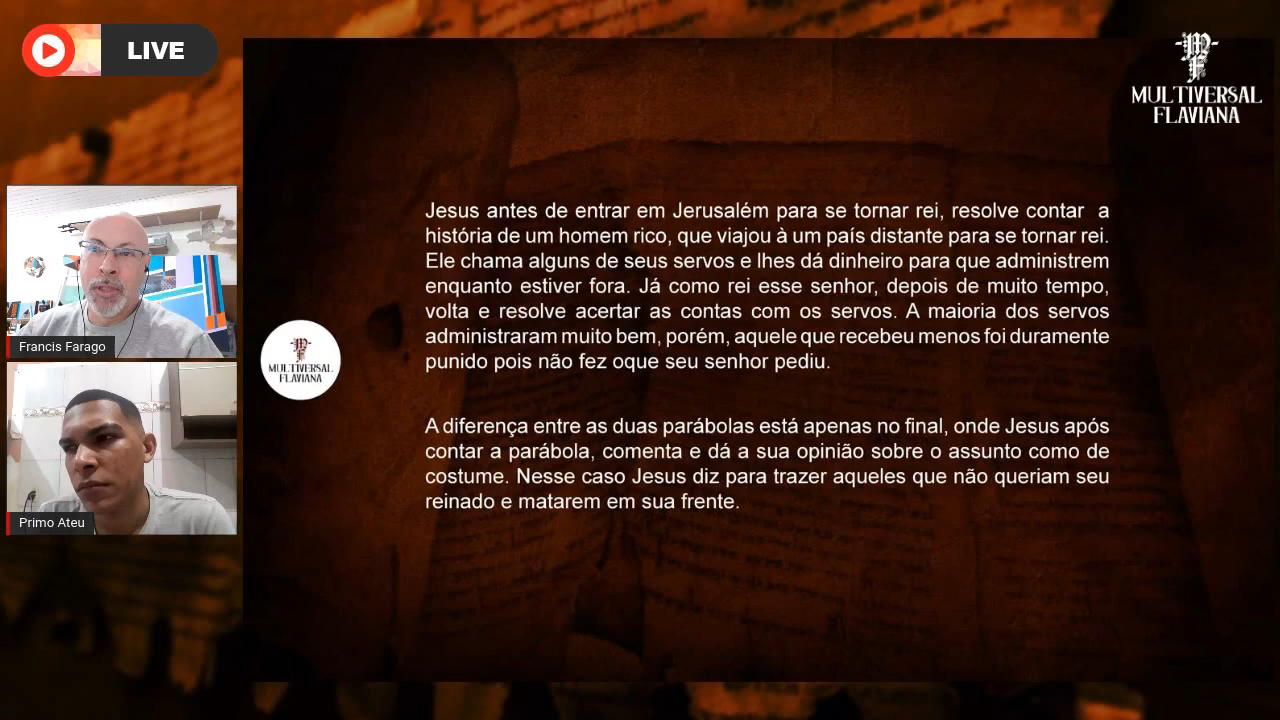 LIVE
MULTIVERSAL
FLAVIANA
Jesus antes de entrar em Jerusalém para se tornar rei, resolve contar a
história de um homem rico, que viajou à um país distante para se tornar rei.
Ele chama alguns de seus servos e lhes dá dinheiro para que administrem
enquanto estiver fora. Já como rei esse senhor, depois de muito tempo,
volta e resolve acertar as contas com os servos. A maioria dos servos
administraram muito bem, porém, aquele que recebeu menos foi duramente
punido pois não fez oque seu senhor pediu.
A diferença entre as duas parábolas está apenas no final, onde Jesus após
contar a parábola, comenta e dá a sua opinião sobre o assunto como de
costume. Nesse caso Jesus diz para trazer aqueles que não queriam seu
reinado e matarem em sua frente.
MULTIVERSAL
FLAVIANA
Francis Farago
Primo Ateu